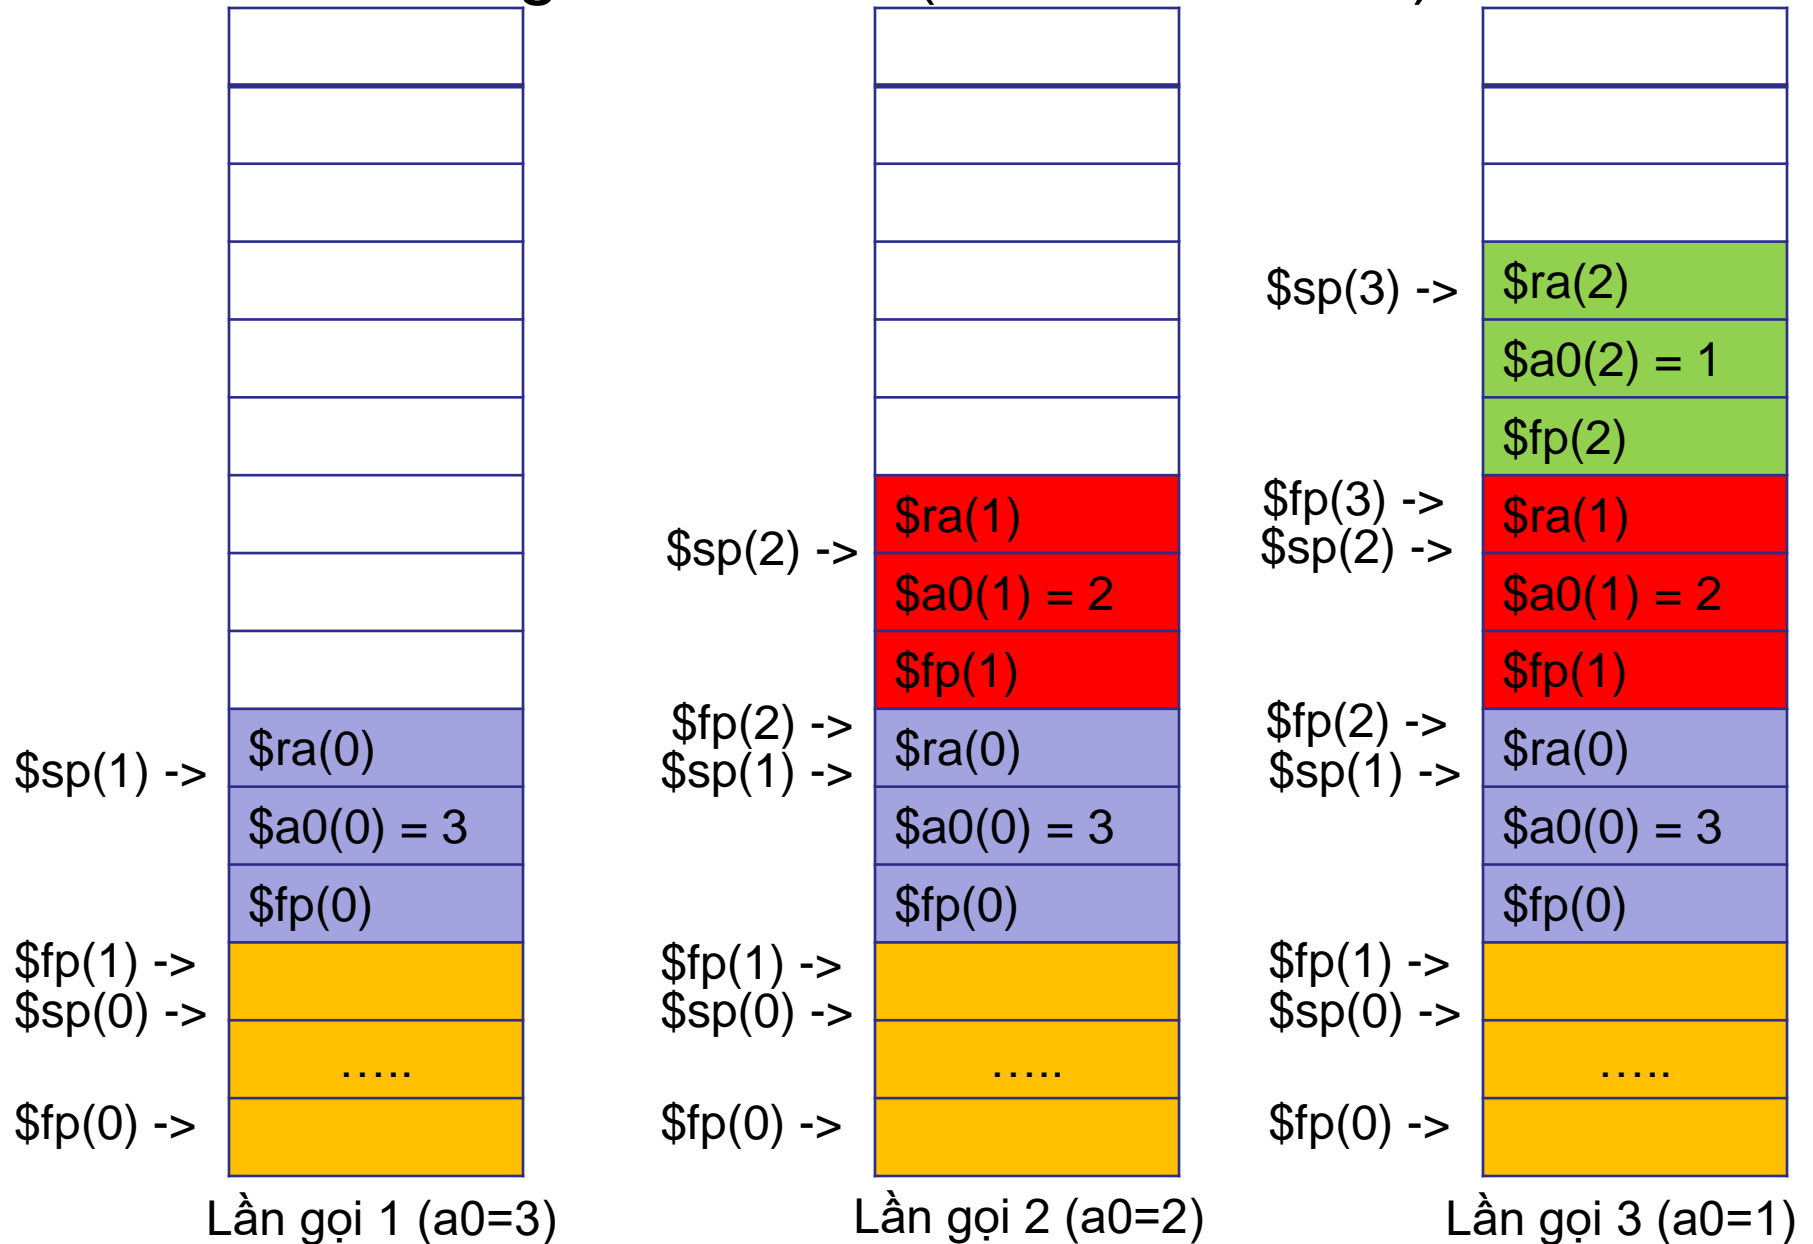 $sp(3) -> $ra(2)
$a0(2) = 1
$fp(2)
$sp(2) -> $ra(1) $fp(3) -> $ra(1)
$sp(2) ->
$a0(1) = 2 $a0(1) = 2
$fp(1) $fp(1)
$sp(1) -> $ra(0) $fp(2) -> $ra(0) $fp(2) -> $ra(0)
$sp(1) -> $sp(1) ->
$a0(0) = 3 $a0(0) = 3 $a0(0) = 3
$fp(0) $fp(0) $fp(0)
$fp(1) -> $fp(1) -> $fp(1) ->
$sp(0) -> $sp(0) -> $sp(0) ->
..... ..... .....
$fp(0) -> $fp(0) -> $fp(0) ->
Lần gọi 1 (a0=3) Lần gọi 2 (a0=2) Lần gọi 3 (a0=1)